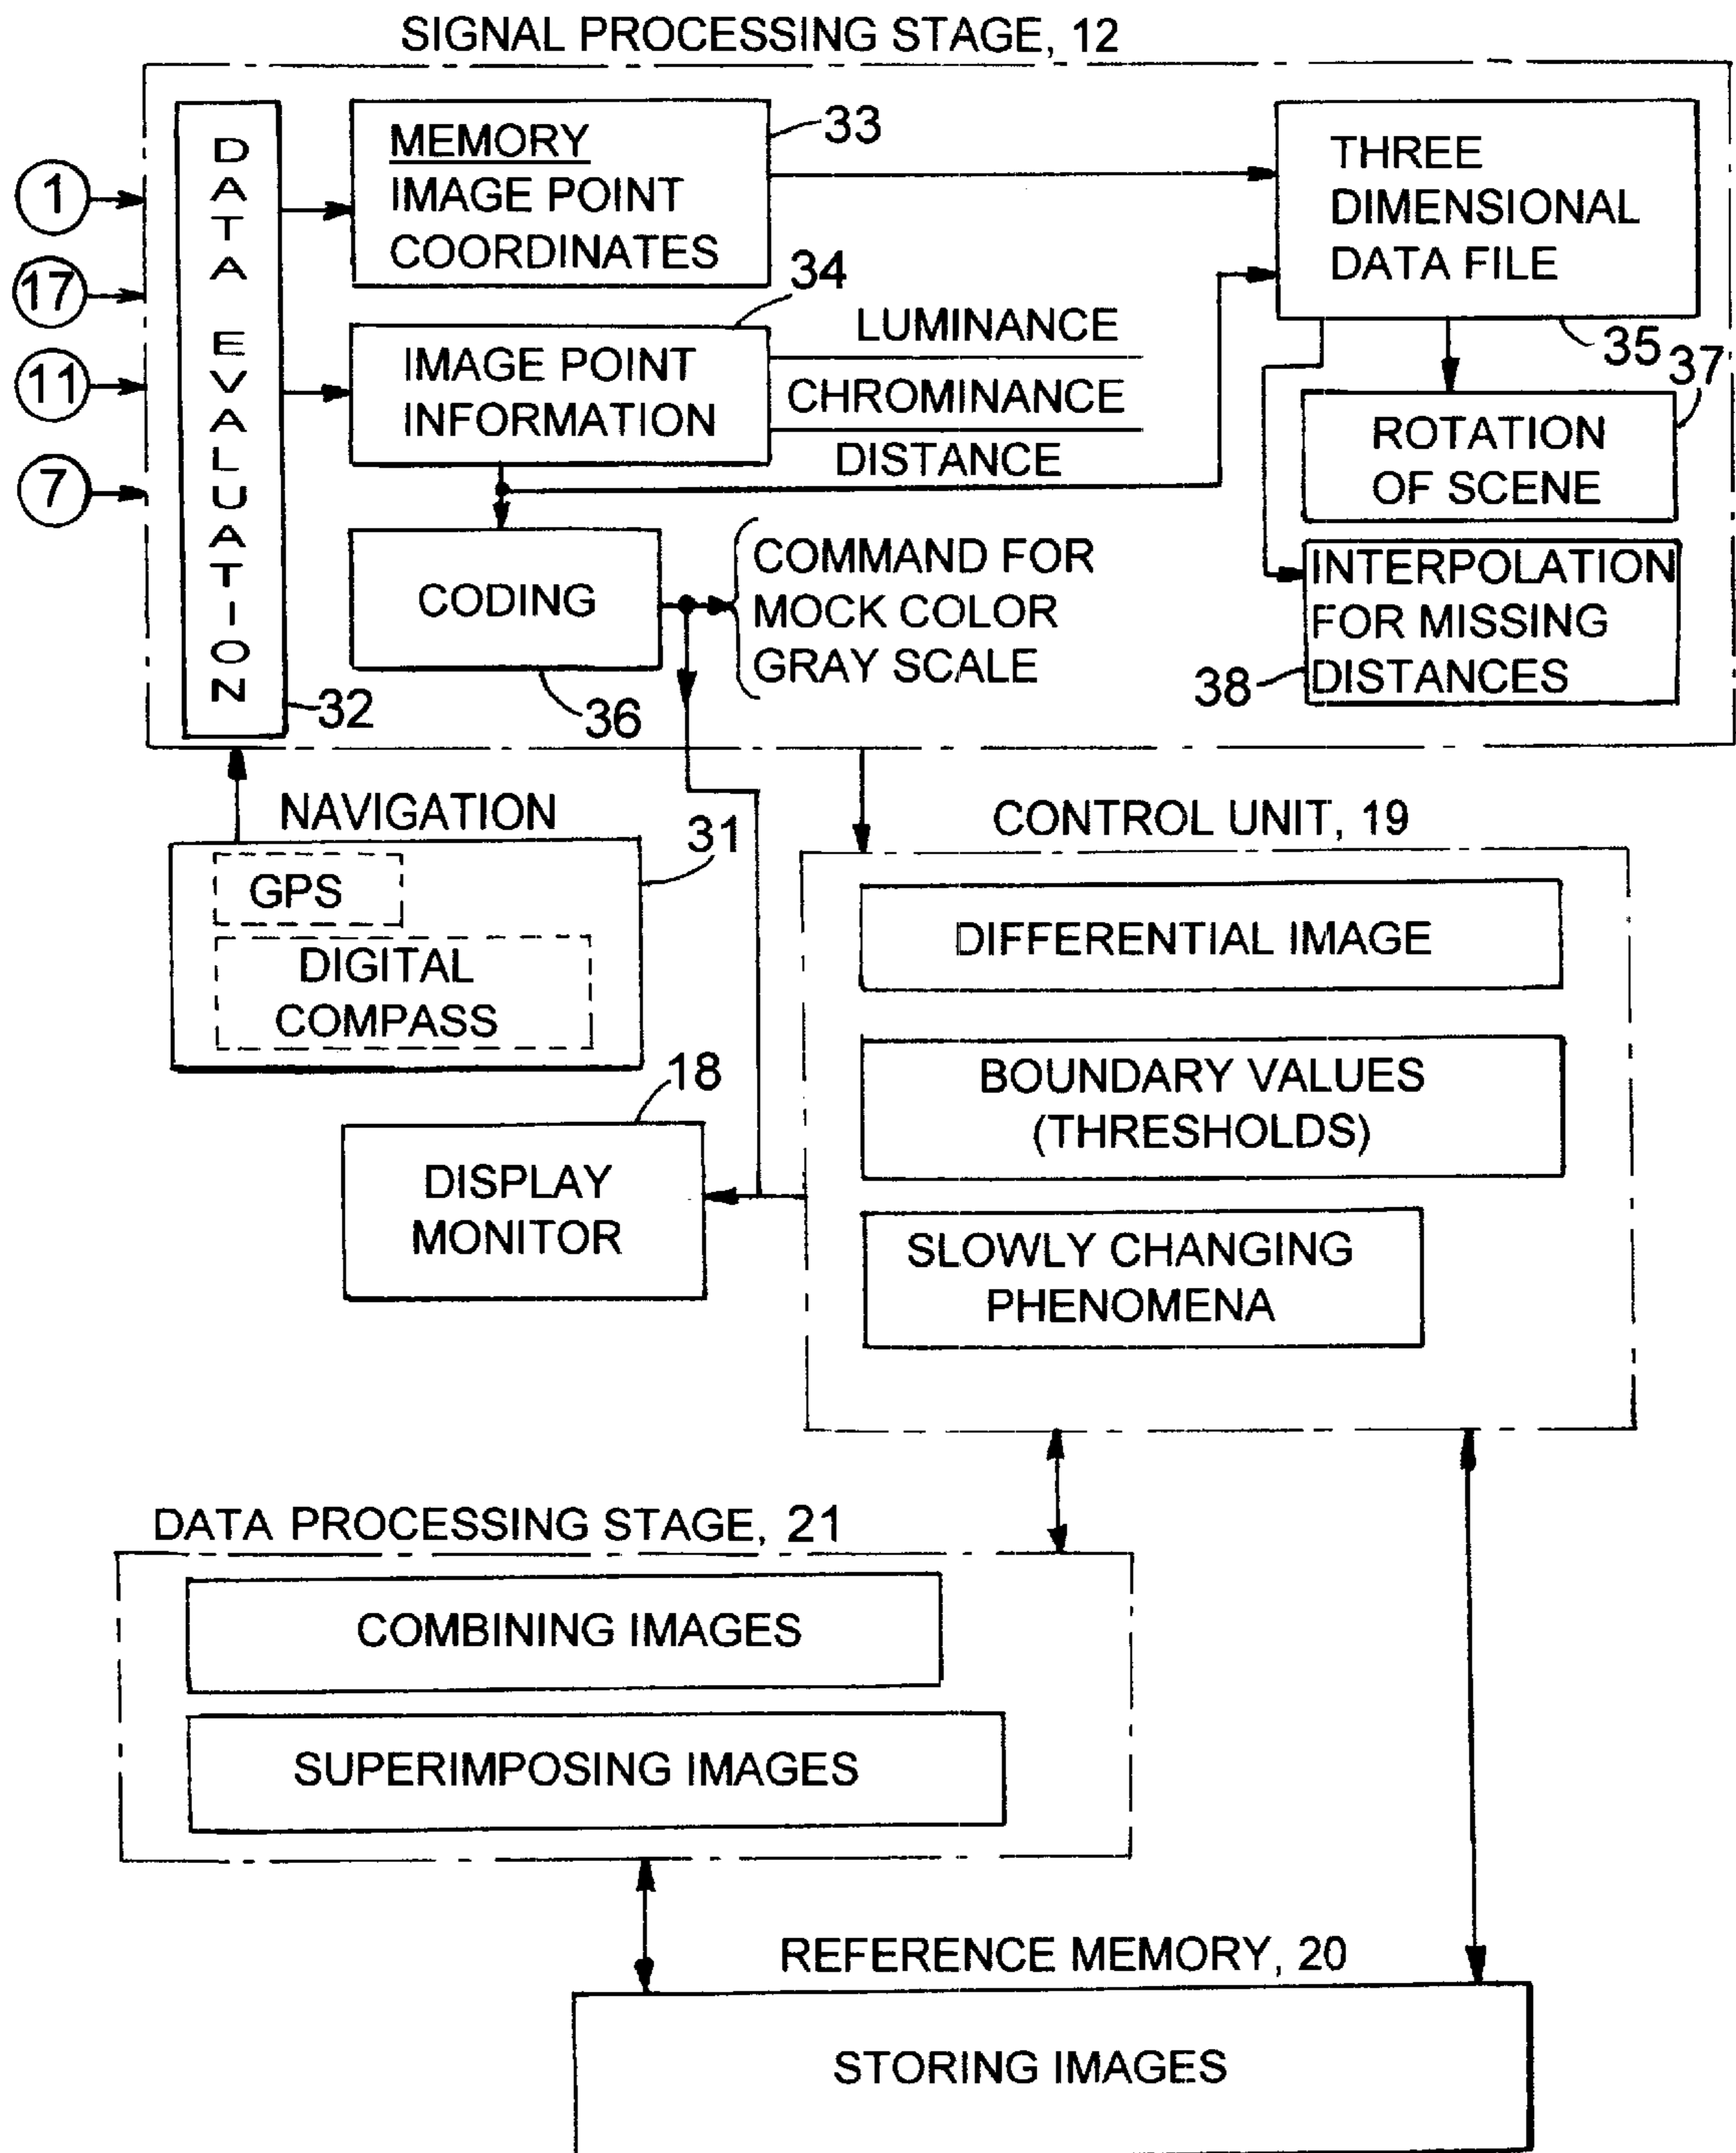 SIGNAL PROCESSING STAGE, 12
1
17
11
7
DATA EVALUATION
32
MEMORY
IMAGE POINT
COORDINATES
33
IMAGE POINT
INFORMATION
34
LUMINANCE
CHROMINANCE
DISTANCE
THREE
DIMENSIONAL
DATA FILE
35
37
ROTATION
OF SCENE
CODING
36
COMMAND FOR
MOCK COLOR
GRAY SCALE
INTERPOLATION
FOR MISSING
DISTANCES
38
NAVIGATION
31
GPS
DIGITAL
COMPASS
CONTROL UNIT, 19
DIFFERENTIAL IMAGE
BOUNDARY VALUES
(THRESHOLDS)
SLOWLY CHANGING
PHENOMENA
18
DISPLAY
MONITOR
DATA PROCESSING STAGE, 21
COMBINING IMAGES
SUPERIMPOSING IMAGES
REFERENCE MEMORY, 20
STORING IMAGES